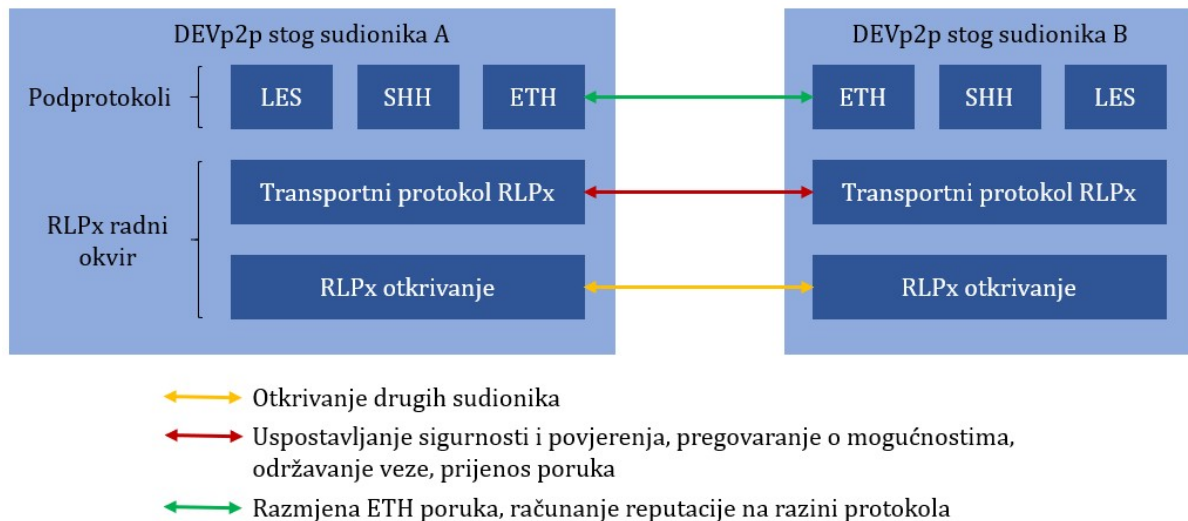 DEVp2p stog sudionika A
DEVp2p stog sudionika B
Podprotokoli
LES
SHH
ETH
ETH
SHH
LES
RLPx radni
okvir
Transportni protokol RLPx
Transportni protokol RLPx
RLPx otkrivanje
RLPx otkrivanje
Otkrivanje drugih sudionika
Uspostavljanje sigurnosti i povjerenja, pregovaranje o mogućnostima,
održavanje veze, prijenos poruka
Razmjena ETH poruka, računanje reputacije na razini protokola